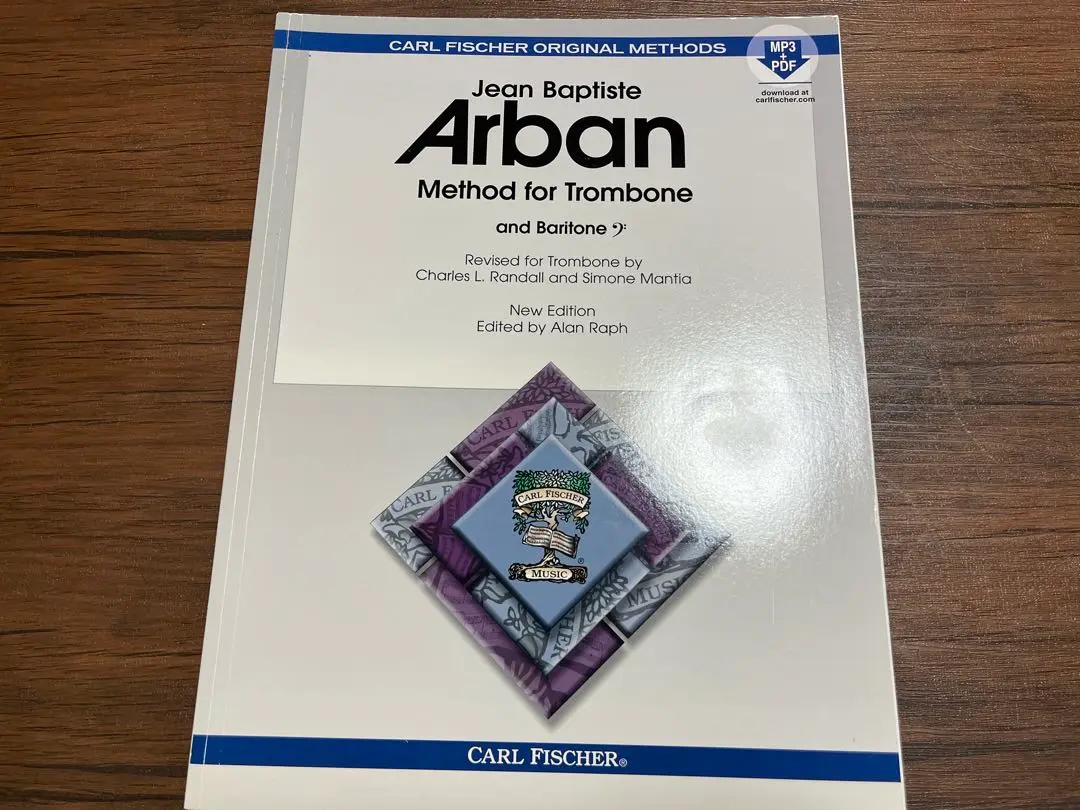 CARL FISCHER ORIGINAL METHODS
MP3
+
PDF
download at
carlfischer.com
Jean Baptiste
Arban
Method for Trombone
and Baritone 𝄢
Revised for Trombone by
Charles L. Randall and Simone Mantia
New Edition
Edited by Alan Raph
CARL F
CARL F
CARL FISCHER
MUSIC
®
CARL FISCHER®